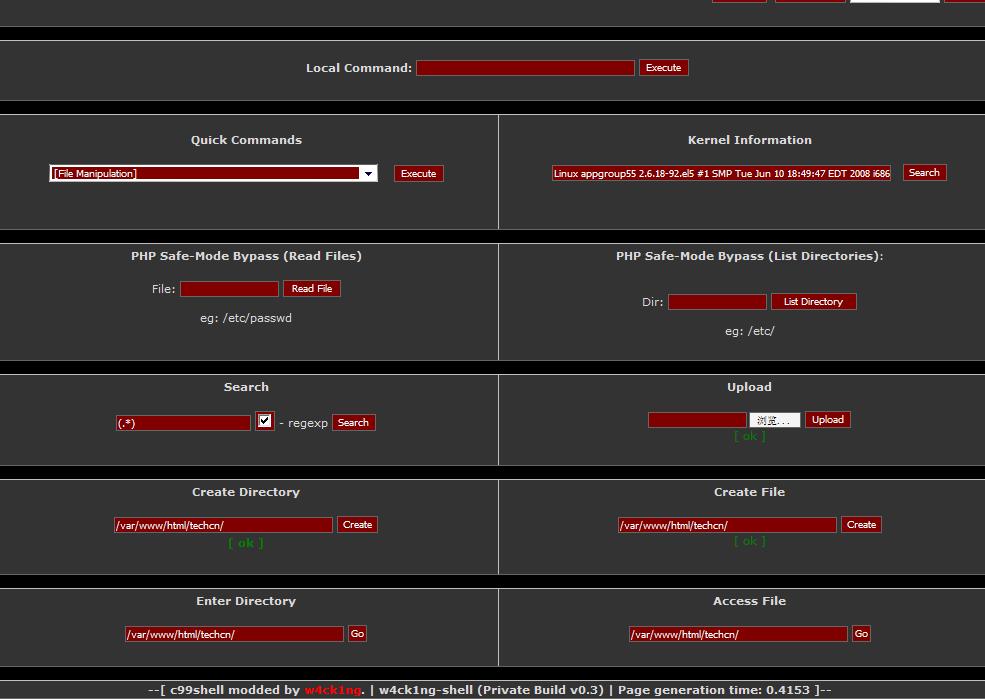 Local Command: Execute
Quick Commands
Kernel Information
[File Manipulation] Execute
Linux appgroup55 2.6.18-92.el5 #1 SMP Tue Jun 10 18:49:47 EDT 2008 i686 Search
PHP Safe-Mode Bypass (Read Files)
PHP Safe-Mode Bypass (List Directories):
File: Read File
Dir: List Directory
eg: /etc/passwd
eg: /etc/
Search
Upload
(.*) - regexp Search
浏览... Upload
[ ok ]
Create Directory
Create File
/var/www/html/techcn/ Create
/var/www/html/techcn/ Create
[ ok ]
[ ok ]
Enter Directory
Access File
/var/www/html/techcn/ Go
/var/www/html/techcn/ Go
--[ c99shell modded by w4ck1ng. | w4ck1ng-shell (Private Build v0.3) | Page generation time: 0.4153 ]--